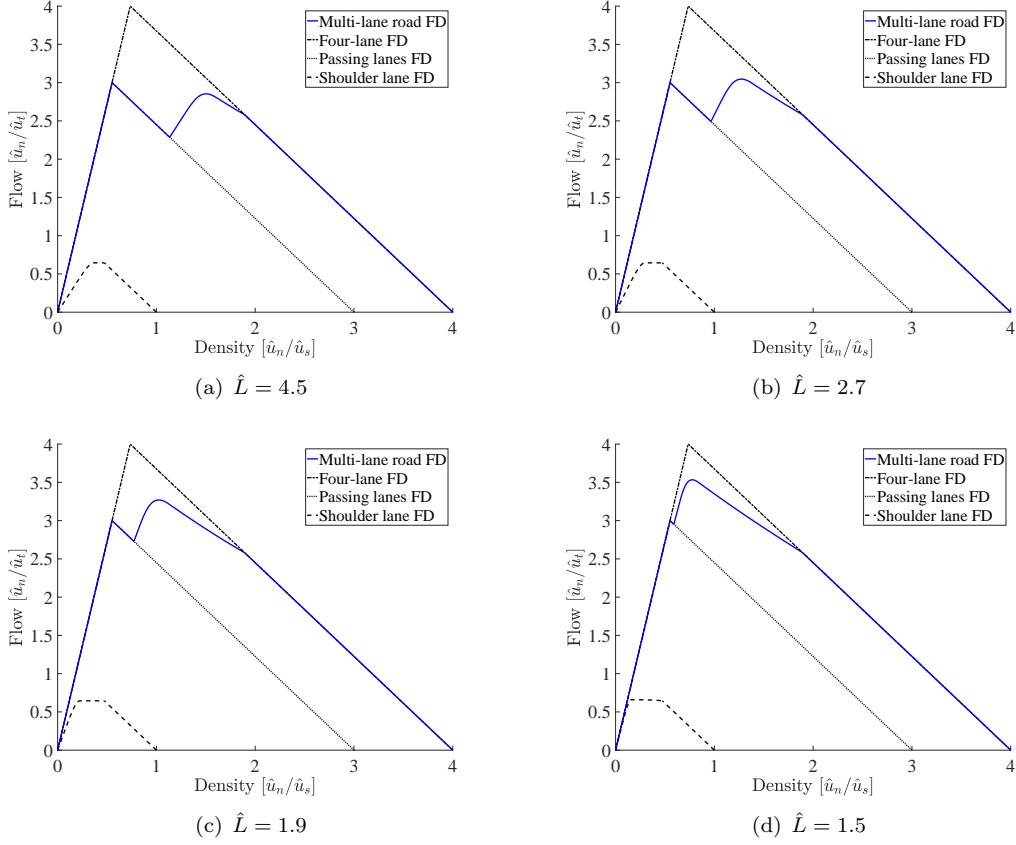 4
3.5
3
2.5
2
1.5
1
0.5
0
Flow [û_n/û_t]
Multi-lane road FD
Four-lane FD
Passing lanes FD
Shoulder lane FD
0 1 2 3 4
Density [û_n/û_s]
(a) L̂ = 4.5
4
3.5
3
2.5
2
1.5
1
0.5
0
Flow [û_n/û_t]
Multi-lane road FD
Four-lane FD
Passing lanes FD
Shoulder lane FD
0 1 2 3 4
Density [û_n/û_s]
(b) L̂ = 2.7
4
3.5
3
2.5
2
1.5
1
0.5
0
Flow [û_n/û_t]
Multi-lane road FD
Four-lane FD
Passing lanes FD
Shoulder lane FD
0 1 2 3 4
Density [û_n/û_s]
(c) L̂ = 1.9
4
3.5
3
2.5
2
1.5
1
0.5
0
Flow [û_n/û_t]
Multi-lane road FD
Four-lane FD
Passing lanes FD
Shoulder lane FD
0 1 2 3 4
Density [û_n/û_s]
(d) L̂ = 1.5